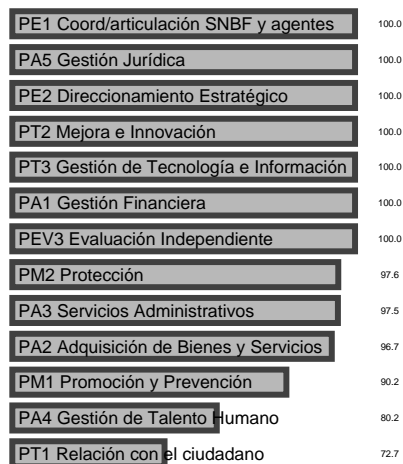 PE1 Coord/articulación SNBF y agentes 100.0
PA5 Gestión Jurídica 100.0
PE2 Direccionamiento Estratégico 100.0
PT2 Mejora e Innovación 100.0
PT3 Gestión de Tecnología e Información 100.0
PA1 Gestión Financiera 100.0
PEV3 Evaluación Independiente 100.0
PM2 Protección 97.6
PA3 Servicios Administrativos 97.5
PA2 Adquisición de Bienes y Servicios 96.7
PM1 Promoción y Prevención 90.2
PA4 Gestión de Talento Humano 80.2
PT1 Relación con el ciudadano 72.7